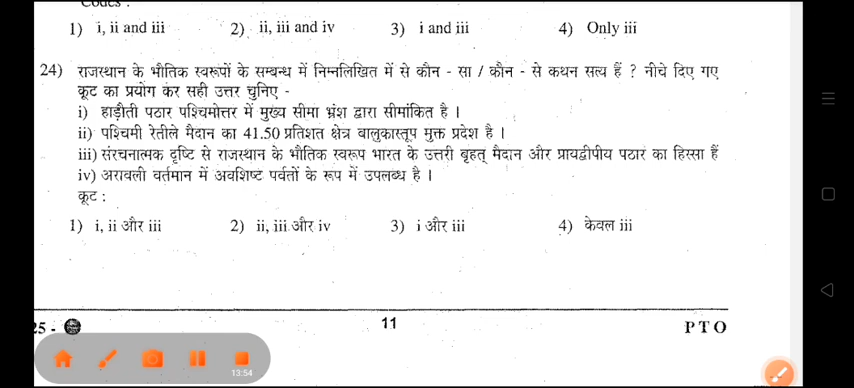 Codes :
1) i, ii and iii 2) ii, iii and iv 3) i and iii 4) Only iii
24) राजस्थान के भौतिक स्वरूपों के सम्बन्ध में निम्नलिखित में से कौन - सा / कौन - से कथन सत्य हैं ? नीचे दिए गए
कूट का प्रयोग कर सही उत्तर चुनिए -
i) हाड़ौती पठार पश्चिमोत्तर में मुख्य सीमा भ्रंश द्वारा सीमांकित है ।
ii) पश्चिमी रेतीले मैदान का 41.50 प्रतिशत क्षेत्र वालुकास्तूप मुक्त प्रदेश है ।
iii) संरचनात्मक दृष्टि से राजस्थान के भौतिक स्वरूप भारत के उत्तरी बृहत् मैदान और प्रायद्वीपीय पठार का हिस्सा हैं
iv) अरावली वर्तमान में अवशिष्ट पर्वतों के रूप में उपलब्ध है ।
कूट :
1) i, ii और iii 2) ii, iii और iv 3) i और iii 4) केवल iii
25 - 11 PTO
13:54